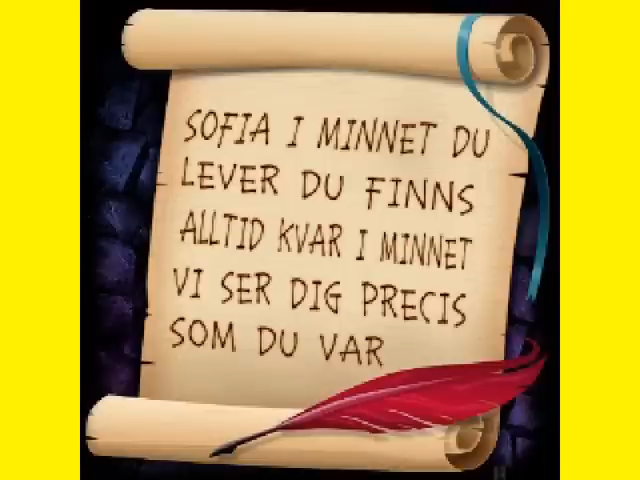 SOFIA I MINNET DU
LEVER DU FINNS
ALLTID KVAR I MINNET
VI SER DIG PRECIS
SOM DU VAR